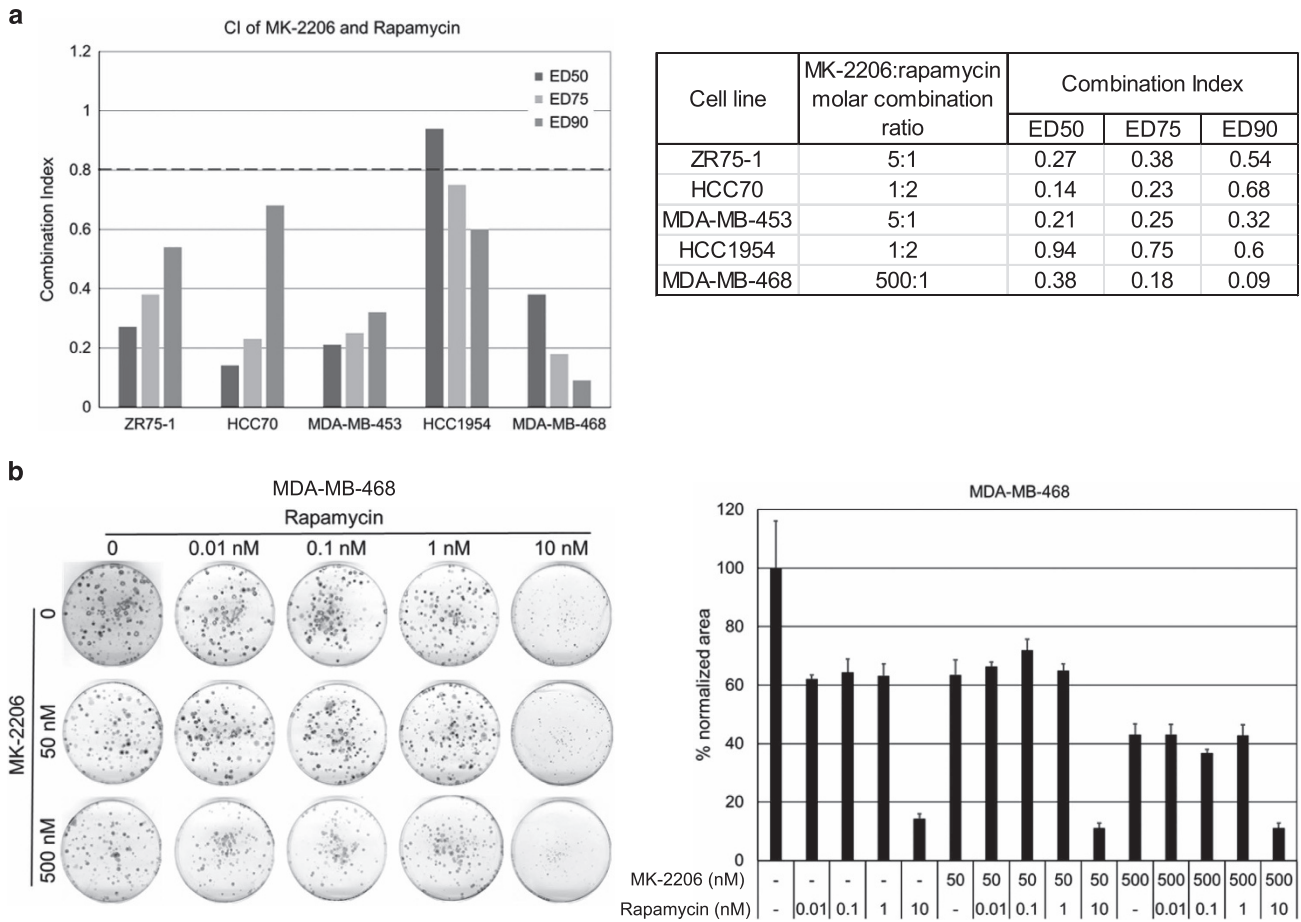 a
CI of MK-2206 and Rapamycin
Combination Index
1.2
1
0.8
0.6
0.4
0.2
0
ED50
ED75
ED90
ZR75-1 HCC70 MDA-MB-453 HCC1954 MDA-MB-468
Cell line
MK-2206:rapamycin
molar combination
ratio
Combination Index
ED50 ED75 ED90
ZR75-1 5:1 0.27 0.38 0.54
HCC70 1:2 0.14 0.23 0.68
MDA-MB-453 5:1 0.21 0.25 0.32
HCC1954 1:2 0.94 0.75 0.6
MDA-MB-468 500:1 0.38 0.18 0.09
b
MDA-MB-468
Rapamycin
0 0.01 nM 0.1 nM 1 nM 10 nM
MK-2206
0
50 nM
500 nM
MDA-MB-468
% normalized area
120
100
80
60
40
20
0
MK-2206 (nM) - - - - - 50 50 50 50 50 500 500 500 500 500
Rapamycin (nM) - 0.01 0.1 1 10 - 0.01 0.1 1 10 - 0.01 0.1 1 10